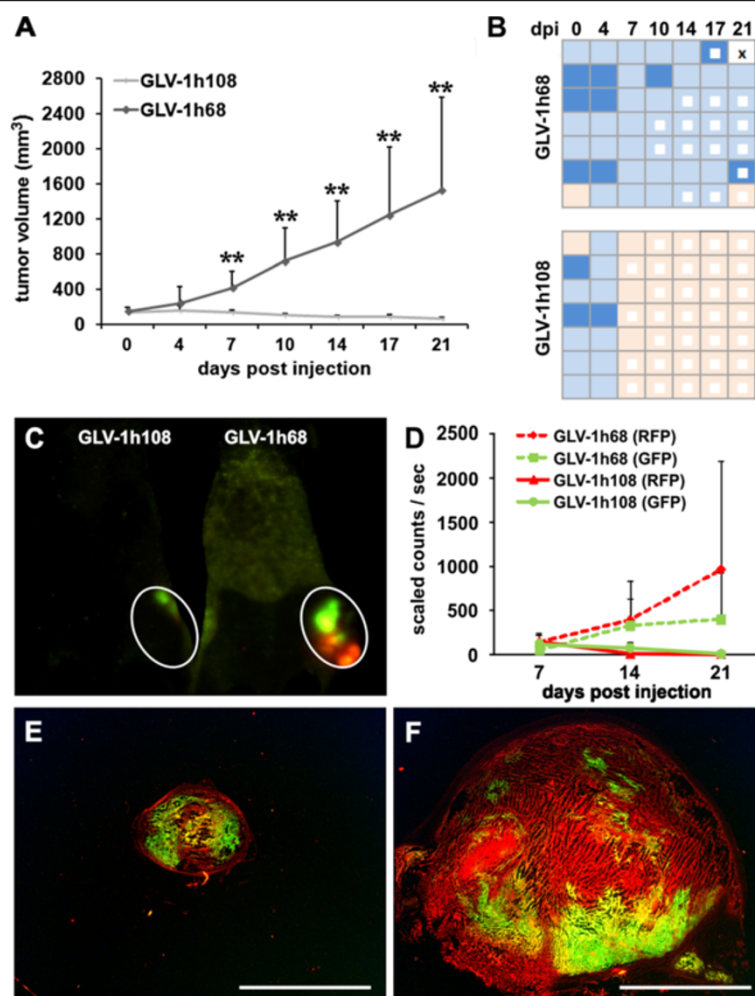 A
GLV-1h108
GLV-1h68
tumor volume (mm³)
2800
2400
2000
1600
1200
800
400
0
** ** ** ** **
0 4 7 10 14 17 21
days post injection
B
dpi 0 4 7 10 14 17 21
GLV-1h68
x
GLV-1h108
C
GLV-1h108 GLV-1h68
D
scaled counts / sec
2500
2000
1500
1000
500
0
GLV-1h68 (RFP)
GLV-1h68 (GFP)
GLV-1h108 (RFP)
GLV-1h108 (GFP)
7 14 21
days post injection
E
F